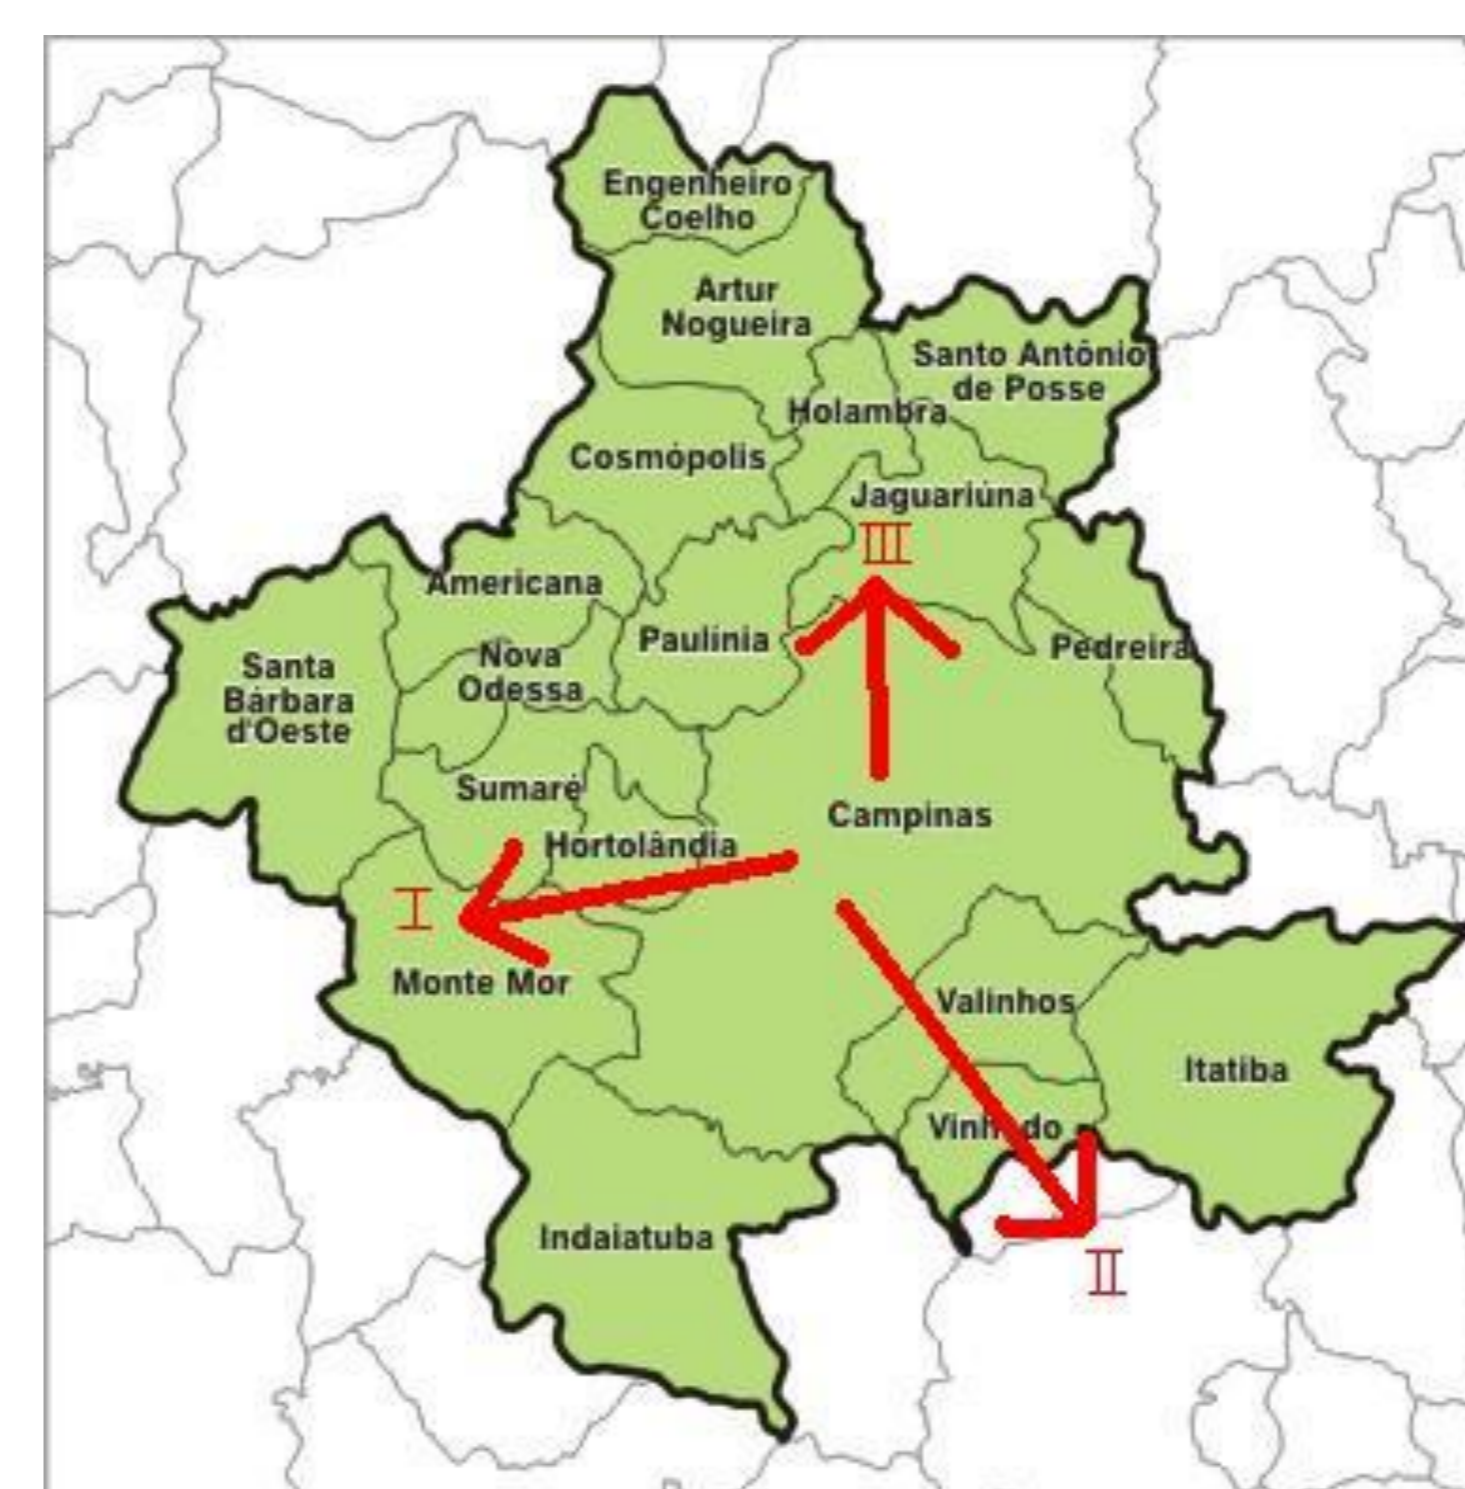 Engenheiro
Coelho
Artur
Nogueira
Santo Antônio
de Posse
Holambra
Cosmópolis
Jaguariúna
III
Americana
Paulínia
Pedreira
Nova
Odessa
Santa
Bárbara
d'Oeste
Sumaré
Campinas
Hortolândia
I
Monte Mor
Valinhos
Itatiba
Indaiatuba
II